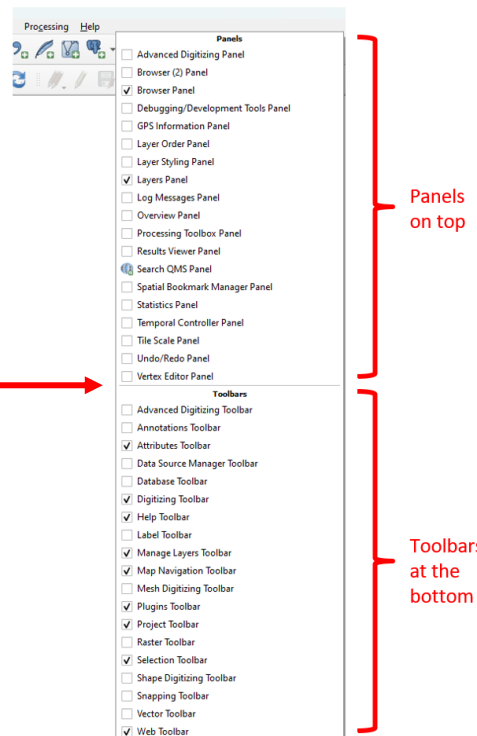 Processing Help
Panels
Advanced Digitizing Panel
Browser (2) Panel
Browser Panel
Debugging/Development Tools Panel
GPS Information Panel
Layer Order Panel
Layer Styling Panel
Layers Panel
Log Messages Panel
Overview Panel
Processing Toolbox Panel
Results Viewer Panel
Search QMS Panel
Spatial Bookmark Manager Panel
Statistics Panel
Temporal Controller Panel
Tile Scale Panel
Undo/Redo Panel
Vertex Editor Panel
Panels
on top
Toolbars
Advanced Digitizing Toolbar
Annotations Toolbar
Attributes Toolbar
Data Source Manager Toolbar
Database Toolbar
Digitizing Toolbar
Help Toolbar
Label Toolbar
Manage Layers Toolbar
Map Navigation Toolbar
Mesh Digitizing Toolbar
Plugins Toolbar
Project Toolbar
Raster Toolbar
Selection Toolbar
Shape Digitizing Toolbar
Snapping Toolbar
Vector Toolbar
Web Toolbar
Toolbars
at the
bottom